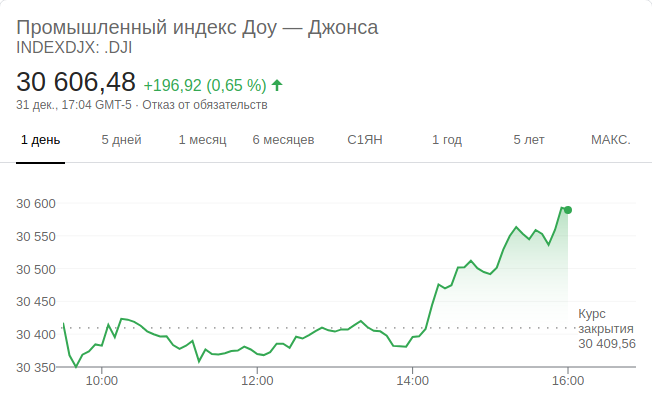 Промышленный индекс Доу — Джонса
INDEXDJX: .DJI
30 606,48 +196,92 (0,65 %)
31 дек., 17:04 GMT-5 · Отказ от обязательств
1 день 5 дней 1 месяц 6 месяцев С1ЯН 1 год 5 лет МАКС.
30 600
30 550
30 500
30 450
30 400
30 350
Курс
закрытия
30 409,56
10:00 12:00 14:00 16:00